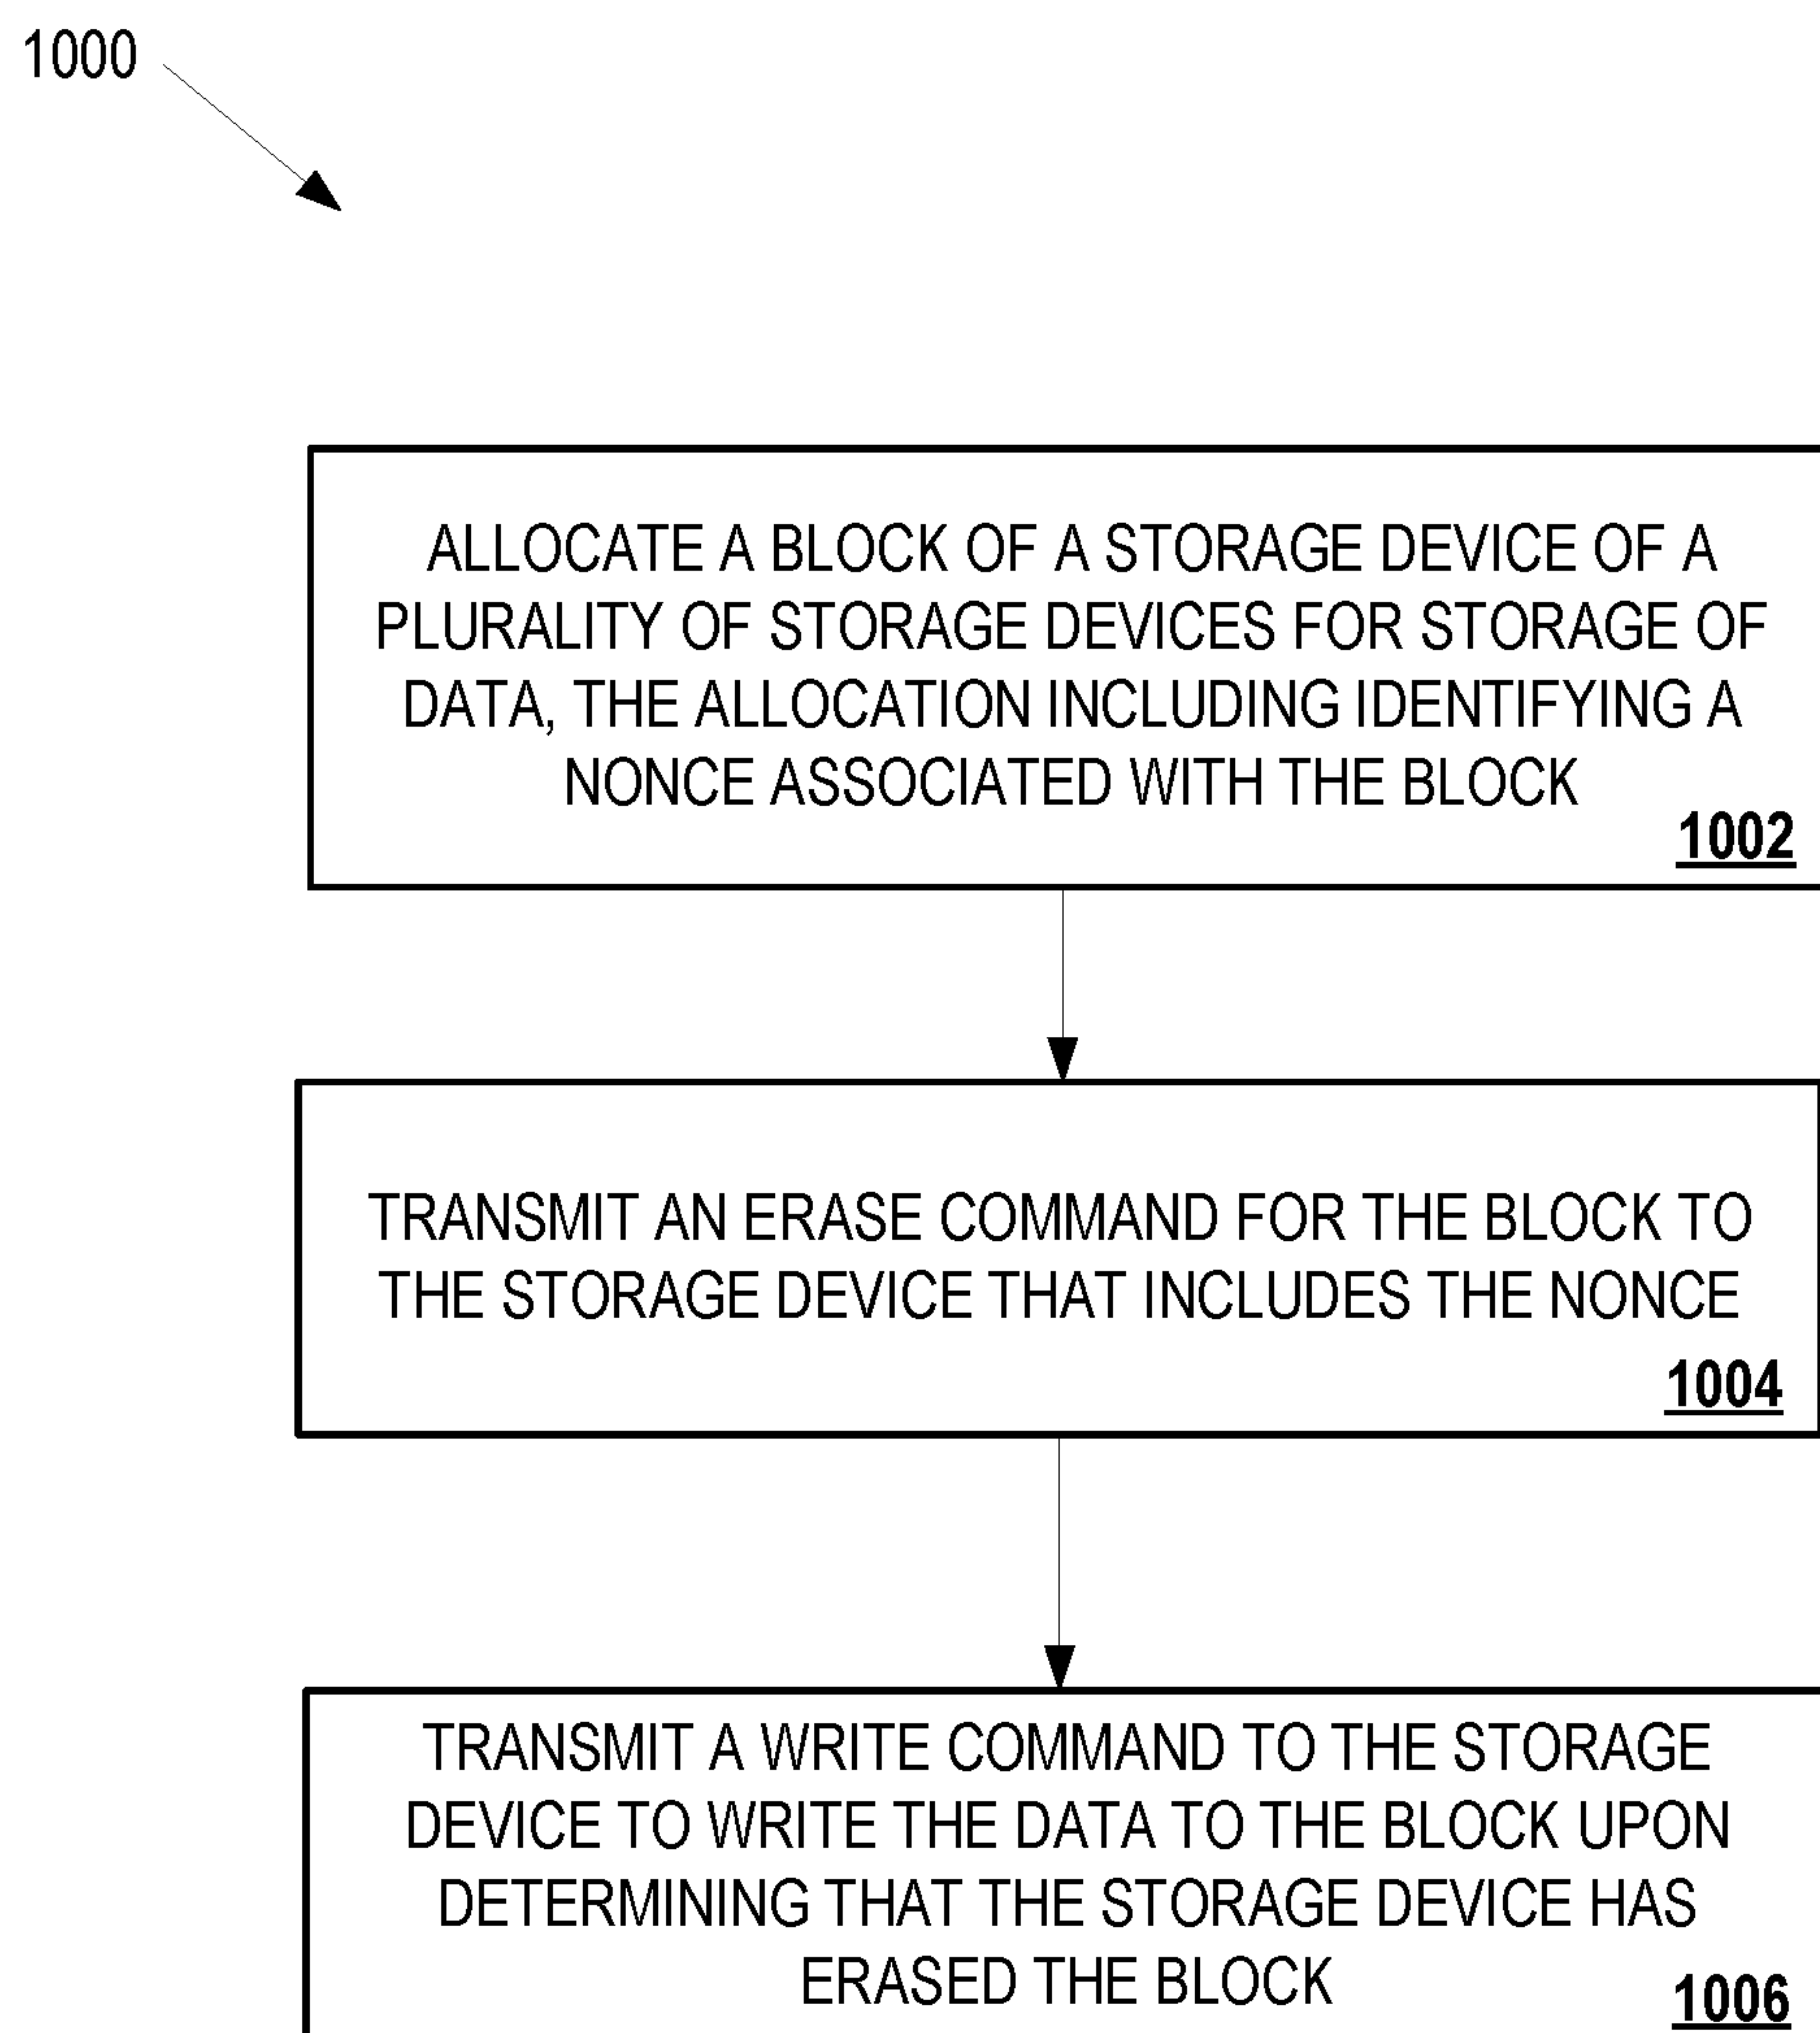 1000
ALLOCATE A BLOCK OF A STORAGE DEVICE OF A
PLURALITY OF STORAGE DEVICES FOR STORAGE OF
DATA, THE ALLOCATION INCLUDING IDENTIFYING A
NONCE ASSOCIATED WITH THE BLOCK
1002
TRANSMIT AN ERASE COMMAND FOR THE BLOCK TO
THE STORAGE DEVICE THAT INCLUDES THE NONCE
1004
TRANSMIT A WRITE COMMAND TO THE STORAGE
DEVICE TO WRITE THE DATA TO THE BLOCK UPON
DETERMINING THAT THE STORAGE DEVICE HAS
ERASED THE BLOCK
1006